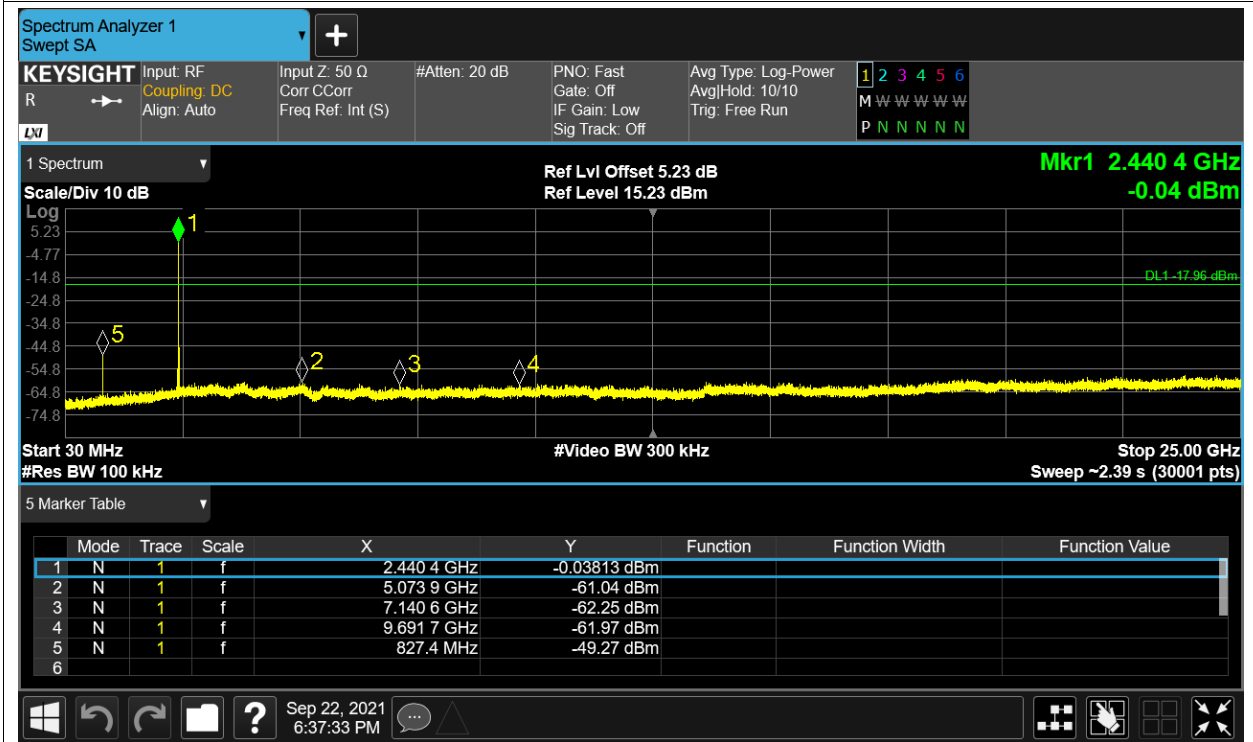 Spectrum Analyzer 1
Swept SA
KEYSIGHT
R
LXI
Input: RF
Coupling: DC
Align: Auto
Input Z: 50 Ω
Corr CCorr
Freq Ref: Int (S)
#Atten: 20 dB
PNO: Fast
Gate: Off
IF Gain: Low
Sig Track: Off
Avg Type: Log-Power
Avg|Hold: 10/10
Trig: Free Run
1 2 3 4 5 6
M W W W W W
P N N N N N
1 Spectrum
Scale/Div 10 dB
Ref Lvl Offset 5.23 dB
Ref Level 15.23 dBm
Mkr1 2.440 4 GHz
-0.04 dBm
Log
5.23
-4.77
-14.8
-24.8
-34.8
-44.8
-54.8
-64.8
-74.8
1
DL1 -17.96 dBm
5
2
3
4
Start 30 MHz
#Res BW 100 kHz
#Video BW 300 kHz
Stop 25.00 GHz
Sweep ~2.39 s (30001 pts)
5 Marker Table
Mode Trace Scale X Y Function Function Width Function Value
1 N 1 f 2.440 4 GHz -0.03813 dBm
2 N 1 f 5.073 9 GHz -61.04 dBm
3 N 1 f 7.140 6 GHz -62.25 dBm
4 N 1 f 9.691 7 GHz -61.97 dBm
5 N 1 f 827.4 MHz -49.27 dBm
6
?
Sep 22, 2021
6:37:33 PM